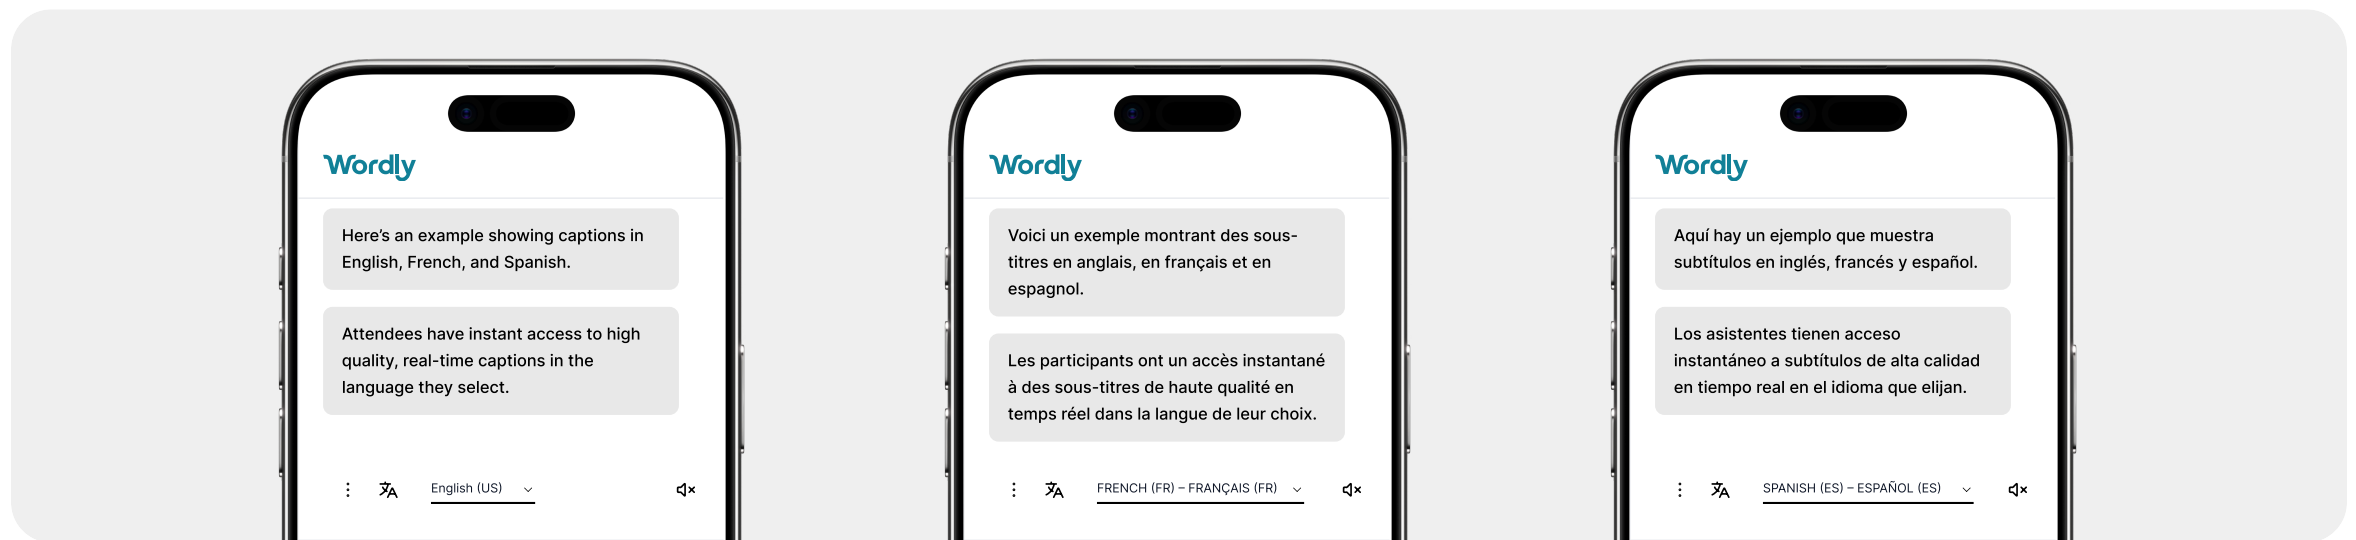 Wordly
Here’s an example showing captions in
English, French, and Spanish.
Attendees have instant access to high
quality, real-time captions in the
language they select.
English (US)
Wordly
Voici un exemple montrant des sous-
titres en anglais, en français et en
espagnol.
Les participants ont un accès instantané
à des sous-titres de haute qualité en
temps réel dans la langue de leur choix.
FRENCH (FR) – FRANÇAIS (FR)
Wordly
Aquí hay un ejemplo que muestra
subtítulos en inglés, francés y español.
Los asistentes tienen acceso
instantáneo a subtítulos de alta calidad
en tiempo real en el idioma que elijan.
SPANISH (ES) – ESPAÑOL (ES)